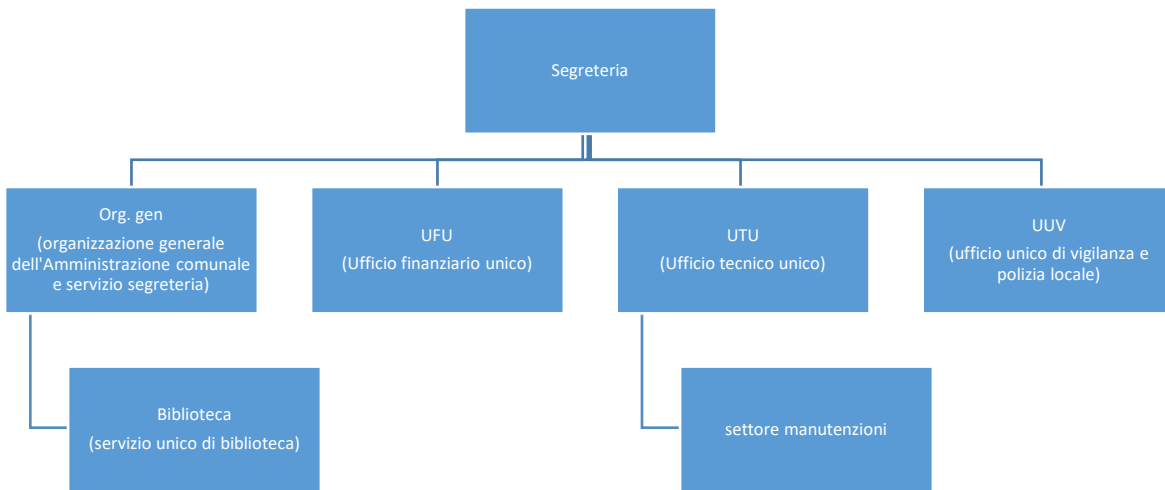 Segreteria
Org. gen
(organizzazione generale
dell'Amministrazione comunale
e servizio segreteria)
UFU
(Ufficio finanziario unico)
UTU
(Ufficio tecnico unico)
UUV
(ufficio unico di vigilanza e
polizia locale)
Biblioteca
(servizio unico di biblioteca)
settore manutenzioni